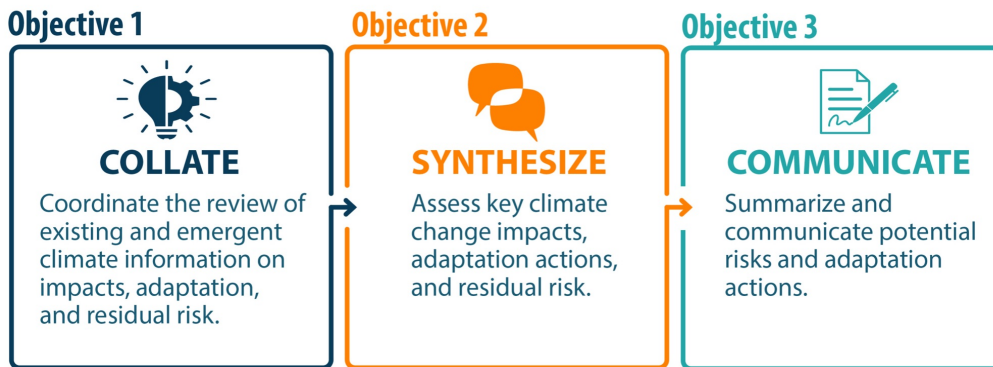 Objective 1
COLLATE
Coordinate the review of
existing and emergent
climate information on
impacts, adaptation,
and residual risk.
Objective 2
SYNTHESIZE
Assess key climate
change impacts,
adaptation actions,
and residual risk.
Objective 3
COMMUNICATE
Summarize and
communicate potential
risks and adaptation
actions.